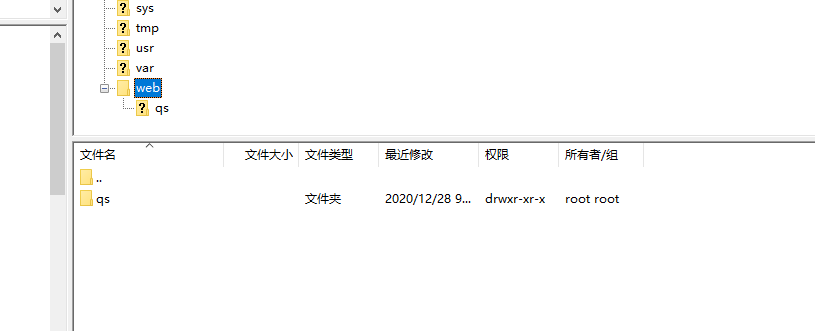 sys
tmp
usr
var
web
qs
文件名 文件大小 文件类型 最近修改 权限 所有者/组
..
qs 文件夹 2020/12/28 9... drwxr-xr-x root root